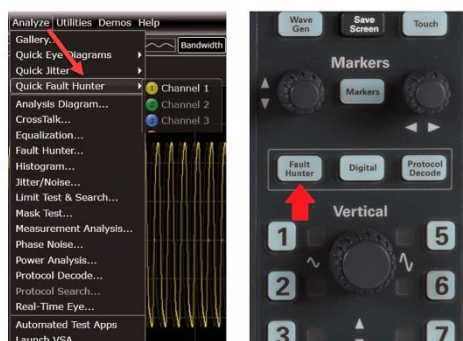 Analyze Utilities Demos Help
Gallery...
Quick Eye Diagrams
Quick Jitter
Quick Fault Hunter
Bandwidth
Channel 1
Channel 2
Channel 3
Analysis Diagram...
CrossTalk...
Equalization...
Fault Hunter...
Histogram...
Jitter/Noise...
Limit Test & Search...
Mask Test...
Measurement Analysis...
Phase Noise...
Power Analysis...
Protocol Decode...
Protocol Search...
Real-Time Eye...
Automated Test Apps
Launch VSA
Wave
Gen
Save
Screen
Touch
Markers
Markers
Fault
Hunter
Digital
Protocol
Decode
Vertical
1
5
2
6
3
7